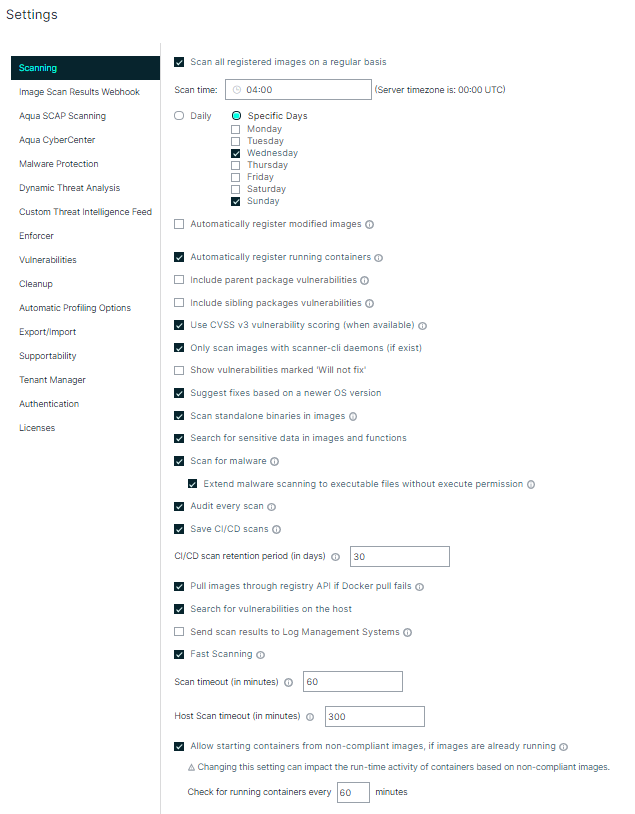 Settings
Scanning
Image Scan Results Webhook
Aqua SCAP Scanning
Aqua CyberCenter
Malware Protection
Dynamic Threat Analysis
Custom Threat Intelligence Feed
Enforcer
Vulnerabilities
Cleanup
Automatic Profiling Options
Export/Import
Supportability
Tenant Manager
Authentication
Licenses
Scan all registered images on a regular basis
Scan time: 04:00 (Server timezone is: 00:00 UTC)
Daily Specific Days
Monday
Tuesday
Wednesday
Thursday
Friday
Saturday
Sunday
Automatically register modified images
Automatically register running containers
Include parent package vulnerabilities
Include sibling packages vulnerabilities
Use CVSS v3 vulnerability scoring (when available)
Only scan images with scanner-cli daemons (if exist)
Show vulnerabilities marked 'Will not fix'
Suggest fixes based on a newer OS version
Scan standalone binaries in images
Search for sensitive data in images and functions
Scan for malware
Extend malware scanning to executable files without execute permission
Audit every scan
Save CI/CD scans
CI/CD scan retention period (in days) 30
Pull images through registry API if Docker pull fails
Search for vulnerabilities on the host
Send scan results to Log Management Systems
Fast Scanning
Scan timeout (in minutes) 60
Host Scan timeout (in minutes) 300
Allow starting containers from non-compliant images, if images are already running
Changing this setting can impact the run-time activity of containers based on non-compliant images.
Check for running containers every 60 minutes